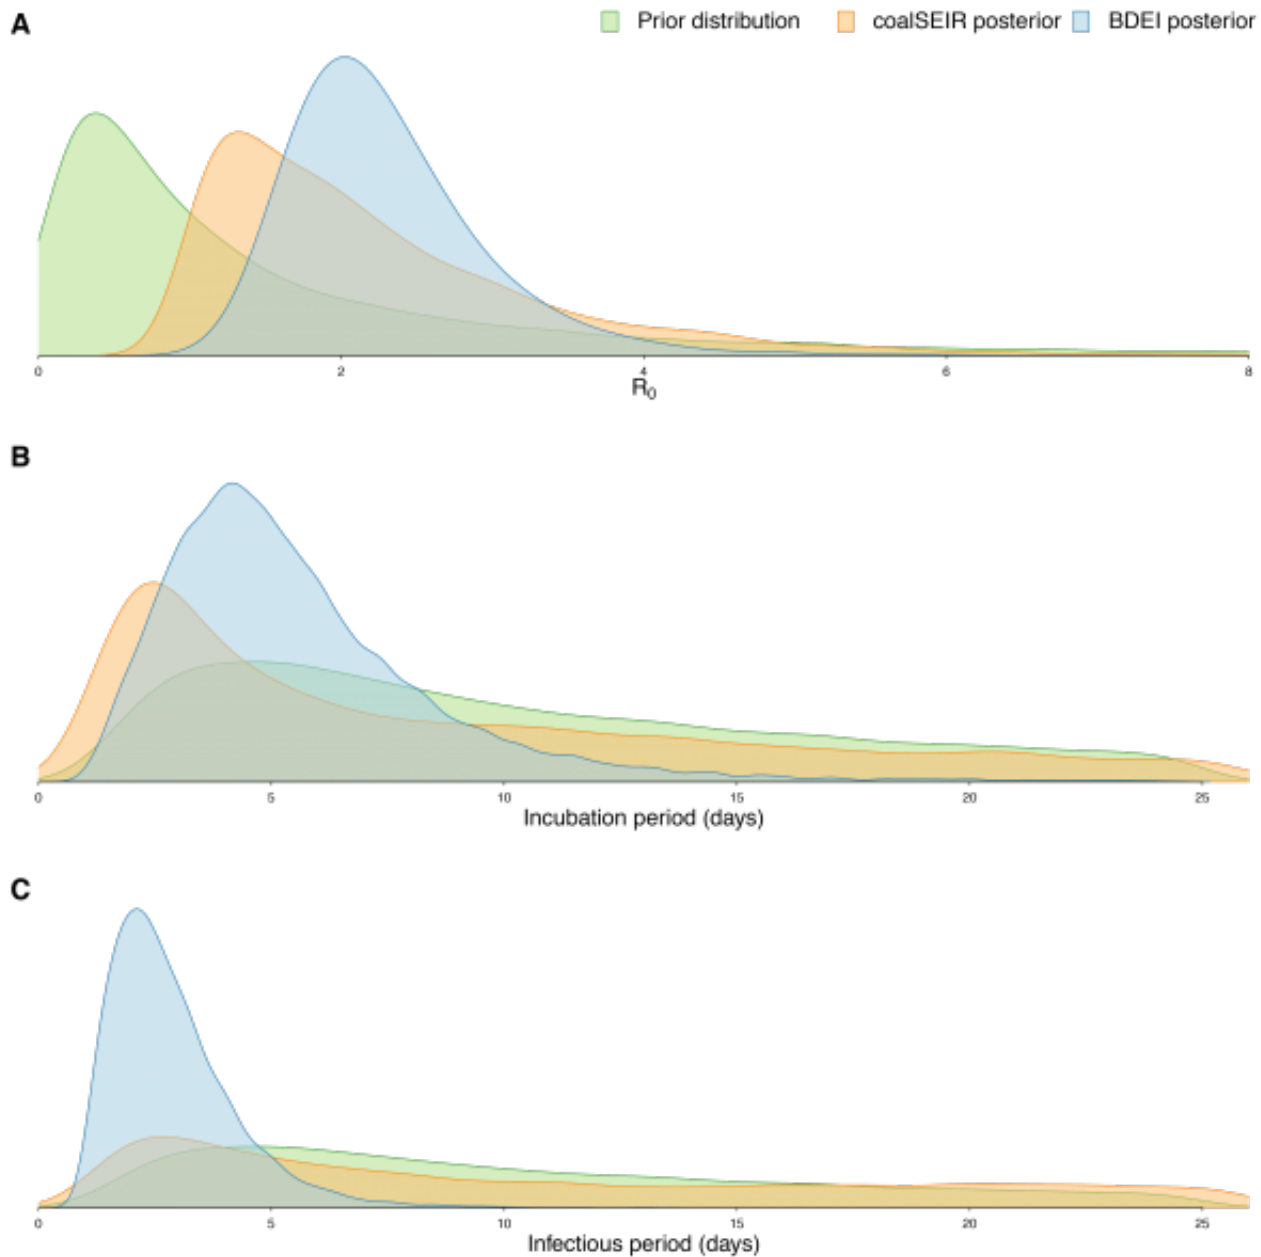 A
Prior distribution coalSEIR posterior BDEI posterior
0 2 4 6 8
R₀
B
0 5 10 15 20 25
Incubation period (days)
C
0 5 10 15 20 25
Infectious period (days)